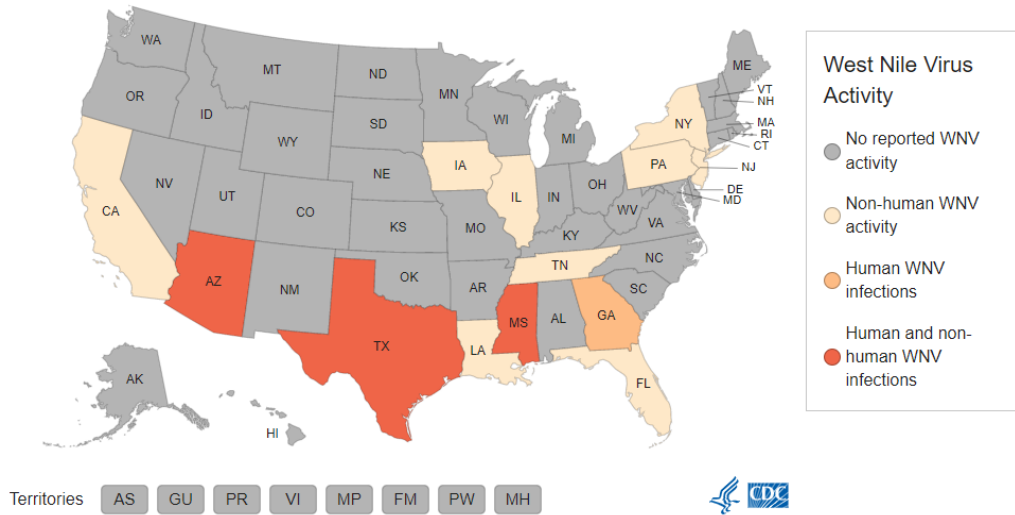 WA
MT
ND
MN
ME
VT
NH
OR
ID
SD
WI
MI
NY
MA
RI
CT
WY
IA
PA
NJ
NE
NV
UT
CO
IL
IN
OH
DE
MD
CA
KS
MO
WV
VA
KY
AZ
NM
OK
AR
TN
NC
SC
TX
LA
MS
AL
GA
FL
AK
HI
West Nile Virus
Activity
No reported WNV
activity
Non-human WNV
activity
Human WNV
infections
Human and non-
human WNV
infections
Territories AS GU PR VI MP FM PW MH
CDC